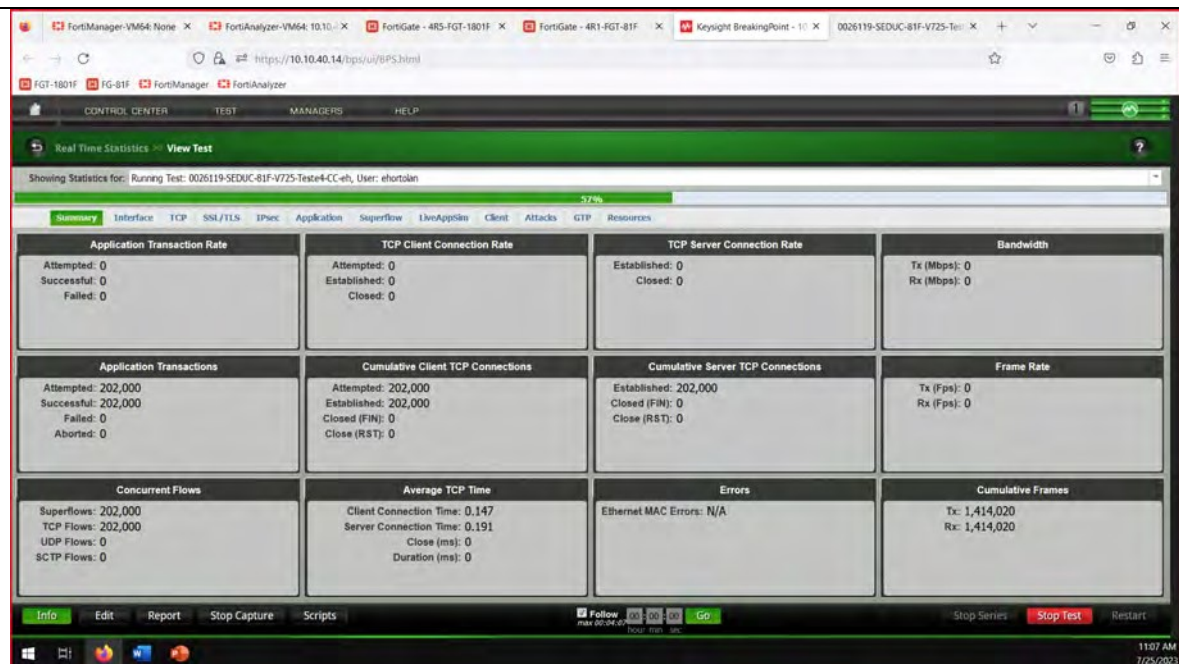 FortiManager-VM64: None
FortiAnalyzer-VM64: 10.10.
FortiGate - 4R5-FGT-1801F
FortiGate - 4R1-FGT-81F
Keysight BreakingPoint - 10
0026119-SEDUC-81F-V725-Tes
https://10.10.40.14/bps/ui/BPS.html
FGT-1801F FG-81F FortiManager FortiAnalyzer
CONTROL CENTER TEST MANAGERS HELP 1
Real Time Statistics >> View Test ?
Showing Statistics for: Running Test: 0026119-SEDUC-81F-V725-Teste4-CC-eh, User: ehortolan
57%
Summary Interface TCP SSL/TLS IPsec Application Superflow LiveAppSim Client Attacks GTP Resources
Application Transaction Rate
Attempted: 0
Successful: 0
Failed: 0
TCP Client Connection Rate
Attempted: 0
Established: 0
Closed: 0
TCP Server Connection Rate
Established: 0
Closed: 0
Bandwidth
Tx (Mbps): 0
Rx (Mbps): 0
Application Transactions
Attempted: 202,000
Successful: 202,000
Failed: 0
Aborted: 0
Cumulative Client TCP Connections
Attempted: 202,000
Established: 202,000
Closed (FIN): 0
Close (RST): 0
Cumulative Server TCP Connections
Established: 202,000
Closed (FIN): 0
Close (RST): 0
Frame Rate
Tx (Fps): 0
Rx (Fps): 0
Concurrent Flows
Superflows: 202,000
TCP Flows: 202,000
UDP Flows: 0
SCTP Flows: 0
Average TCP Time
Client Connection Time: 0.147
Server Connection Time: 0.191
Close (ms): 0
Duration (ms): 0
Errors
Ethernet MAC Errors: N/A
Cumulative Frames
Tx: 1,414,020
Rx: 1,414,020
Info Edit Report Stop Capture Scripts Follow 00 : 00 : 00 Go Stop Series Stop Test Restart
max 00:04:07 hour min sec
11:07 AM
7/25/2023